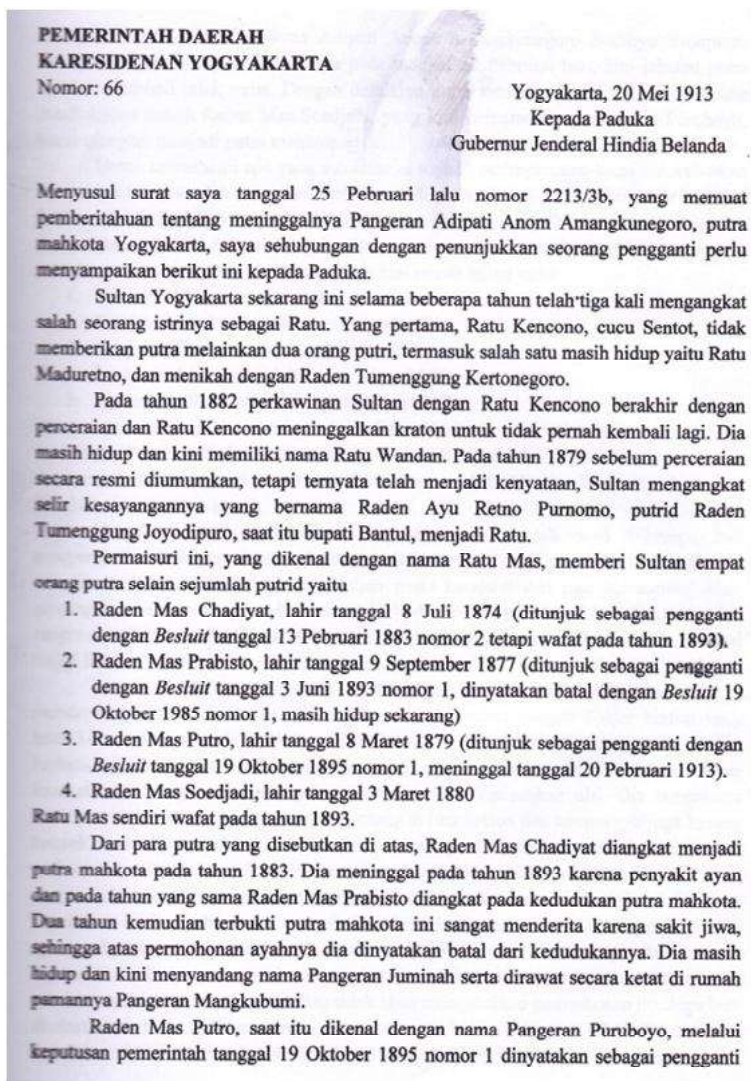 PEMERINTAH DAERAH
KARESIDENAN YOGYAKARTA
Nomor: 66
Yogyakarta, 20 Mei 1913
Kepada Paduka
Gubernur Jenderal Hindia Belanda
Menyusul surat saya tanggal 25 Pebruari lalu nomor 2213/3b, yang memuat
pemberitahuan tentang meninggalnya Pangeran Adipati Anom Amangkunegoro, putra
mahkota Yogyakarta, saya sehubungan dengan penunjukkan seorang pengganti perlu
menyampaikan berikut ini kepada Paduka.
Sultan Yogyakarta sekarang ini selama beberapa tahun telah tiga kali mengangkat
salah seorang istrinya sebagai Ratu. Yang pertama, Ratu Kencono, cucu Sentot, tidak
memberikan putra melainkan dua orang putri, termasuk salah satu masih hidup yaitu Ratu
Maduretno, dan menikah dengan Raden Tumenggung Kertonegoro.
Pada tahun 1882 perkawinan Sultan dengan Ratu Kencono berakhir dengan
perceraian dan Ratu Kencono meninggalkan kraton untuk tidak pernah kembali lagi. Dia
masih hidup dan kini memiliki nama Ratu Wandan. Pada tahun 1879 sebelum perceraian
secara resmi diumumkan, tetapi ternyata telah menjadi kenyataan, Sultan mengangkat
selir kesayangannya yang bernama Raden Ayu Retno Purnomo, putrid Raden
Tumenggung Joyodipuro, saat itu bupati Bantul, menjadi Ratu.
Permaisuri ini, yang dikenal dengan nama Ratu Mas, memberi Sultan empat
orang putra selain sejumlah putrid yaitu
1. Raden Mas Chadiyat, lahir tanggal 8 Juli 1874 (ditunjuk sebagai pengganti
dengan Besluit tanggal 13 Pebruari 1883 nomor 2 tetapi wafat pada tahun 1893).
2. Raden Mas Prabisto, lahir tanggal 9 September 1877 (ditunjuk sebagai pengganti
dengan Besluit tanggal 3 Juni 1893 nomor 1, dinyatakan batal dengan Besluit 19
Oktober 1985 nomor 1, masih hidup sekarang)
3. Raden Mas Putro, lahir tanggal 8 Maret 1879 (ditunjuk sebagai pengganti dengan
Besluit tanggal 19 Oktober 1895 nomor 1, meninggal tanggal 20 Pebruari 1913).
4. Raden Mas Soedjadi, lahir tanggal 3 Maret 1880
Ratu Mas sendiri wafat pada tahun 1893.
Dari para putra yang disebutkan di atas, Raden Mas Chadiyat diangkat menjadi
putra mahkota pada tahun 1883. Dia meninggal pada tahun 1893 karena penyakit ayan
dan pada tahun yang sama Raden Mas Prabisto diangkat pada kedudukan putra mahkota.
Dua tahun kemudian terbukti putra mahkota ini sangat menderita karena sakit jiwa,
sehingga atas permohonan ayahnya dia dinyatakan batal dari kedudukannya. Dia masih
hidup dan kini menyandang nama Pangeran Juminah serta dirawat secara ketat di rumah
pamannya Pangeran Mangkubumi.
Raden Mas Putro, saat itu dikenal dengan nama Pangeran Puruboyo, melalui
keputusan pemerintah tanggal 19 Oktober 1895 nomor 1 dinyatakan sebagai pengganti